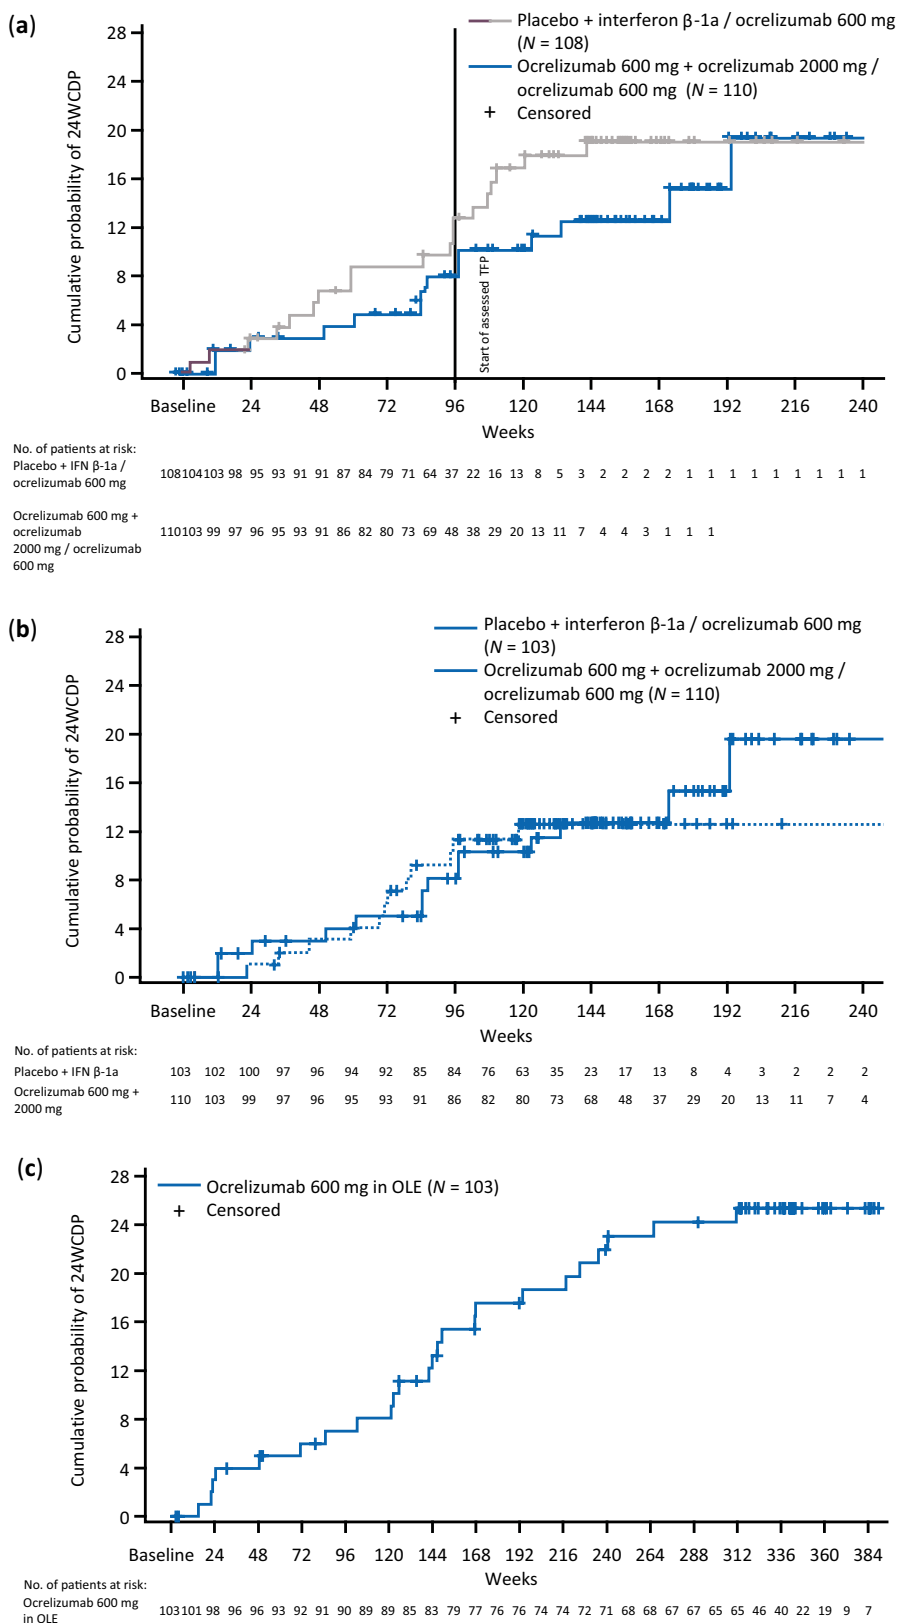 (a)
28
24
20
16
12
8
4
0
Cumulative probability of 24WCDP
Placebo + interferon β-1a / ocrelizumab 600 mg
(N = 108)
Ocrelizumab 600 mg + ocrelizumab 2000 mg /
ocrelizumab 600 mg (N = 110)
+ Censored
Start of assessed TFP
Baseline 24 48 72 96 120 144 168 192 216 240
Weeks
No. of patients at risk:
Placebo + IFN β-1a /
ocrelizumab 600 mg
108 104 103 98 95 93 91 91 87 84 79 71 64 37 22 16 13 8 5 3 2 2 2 2 1 1 1 1 1 1 1 1 1
Ocrelizumab 600 mg +
ocrelizumab
2000 mg / ocrelizumab
600 mg
110 103 99 97 96 95 93 91 86 82 80 73 69 48 38 29 20 13 11 7 4 4 3 1 1 1
(b)
28
24
20
16
12
8
4
0
Cumulative probability of 24WCDP
Placebo + interferon β-1a / ocrelizumab 600 mg
(N = 103)
Ocrelizumab 600 mg + ocrelizumab 2000 mg /
ocrelizumab 600 mg (N = 110)
+ Censored
Baseline 24 48 72 96 120 144 168 192 216 240
Weeks
No. of patients at risk:
Placebo + IFN β-1a
103 102 100 97 96 94 92 85 84 76 63 35 23 17 13 8 4 3 2 2 2
Ocrelizumab 600 mg +
2000 mg
110 103 99 97 96 95 93 91 86 82 80 73 68 48 37 29 20 13 11 7 4
(c)
28
24
20
16
12
8
4
0
Cumulative probability of 24WCDP
Ocrelizumab 600 mg in OLE (N = 103)
+ Censored
Baseline 24 48 72 96 120 144 168 192 216 240 264 288 312 336 360 384
Weeks
No. of patients at risk:
Ocrelizumab 600 mg
in OLE
103 101 98 96 96 93 92 91 90 89 89 85 83 79 77 76 76 74 74 72 71 68 68 67 67 65 65 46 40 22 19 9 7